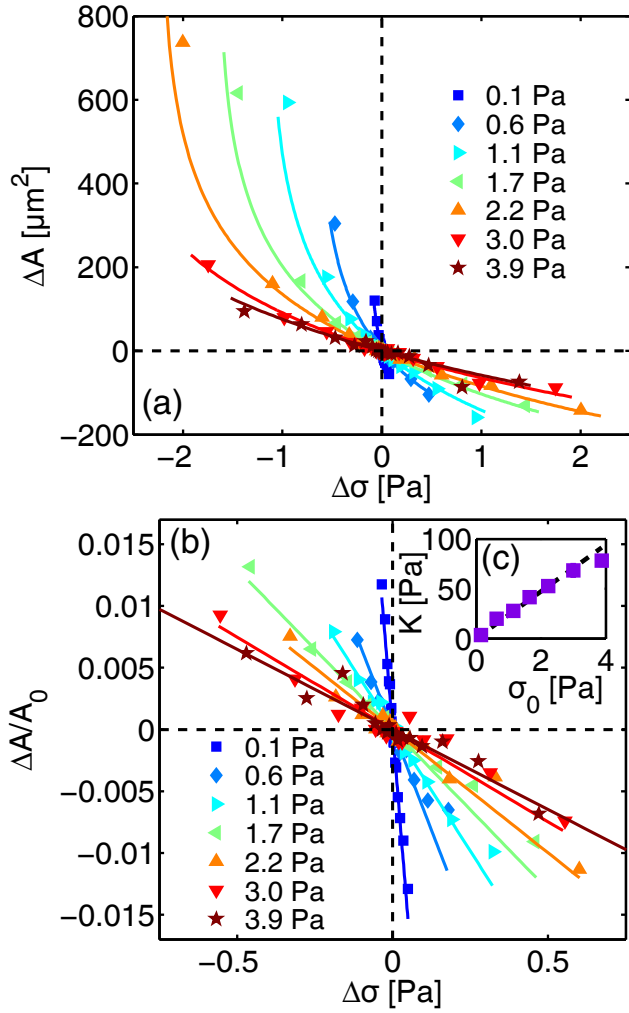 800
600
400
200
0
−200
ΔA [μm²]
0.1 Pa
0.6 Pa
1.1 Pa
1.7 Pa
2.2 Pa
3.0 Pa
3.9 Pa
(a)
−2 −1 0 1 2
Δσ [Pa]
0.015
0.01
0.005
0
−0.005
−0.01
−0.015
ΔA/A₀
(b)
(c)
100
50
0
K [Pa]
0 2 4
σ₀ [Pa]
0.1 Pa
0.6 Pa
1.1 Pa
1.7 Pa
2.2 Pa
3.0 Pa
3.9 Pa
−0.5 0 0.5
Δσ [Pa]